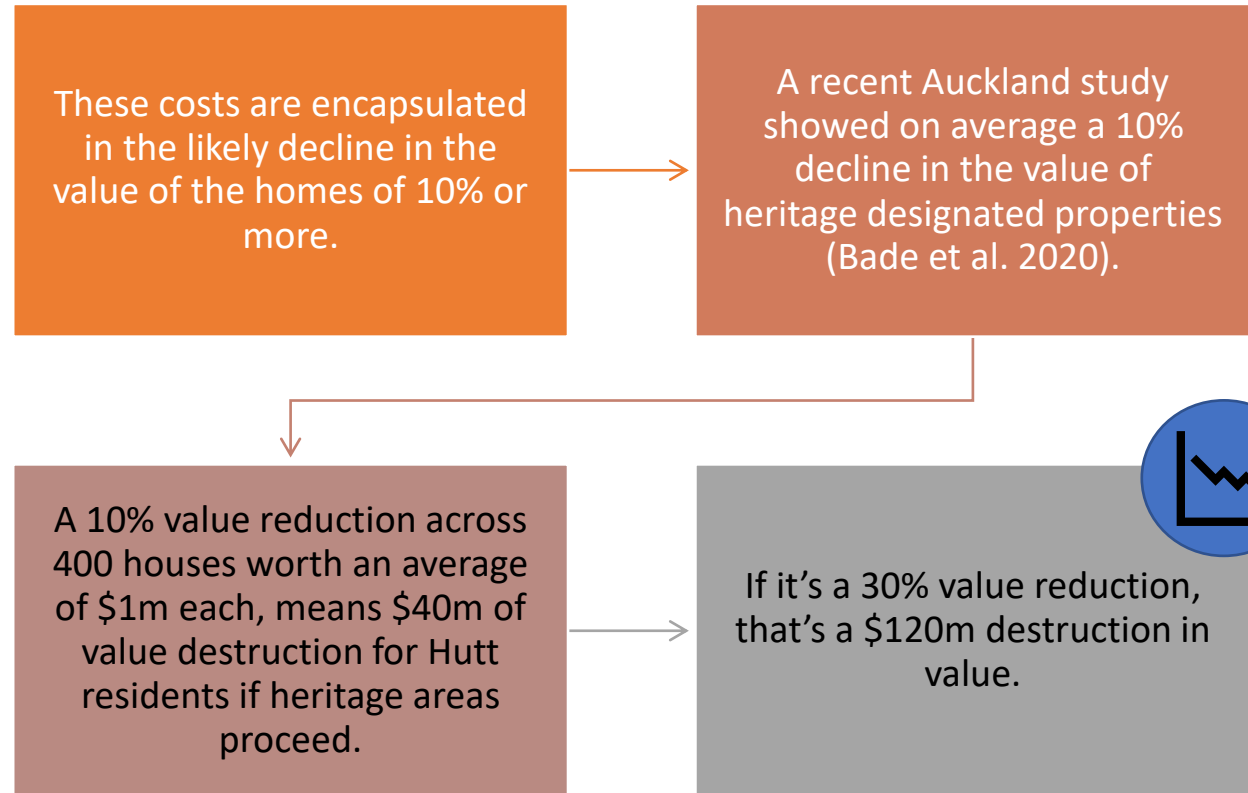 These costs are encapsulated
in the likely decline in the
value of the homes of 10% or
more.
A recent Auckland study
showed on average a 10%
decline in the value of
heritage designated properties
(Bade et al. 2020).
A 10% value reduction across
400 houses worth an average
of $1m each, means $40m of
value destruction for Hutt
residents if heritage areas
proceed.
If it’s a 30% value reduction,
that’s a $120m destruction in
value.